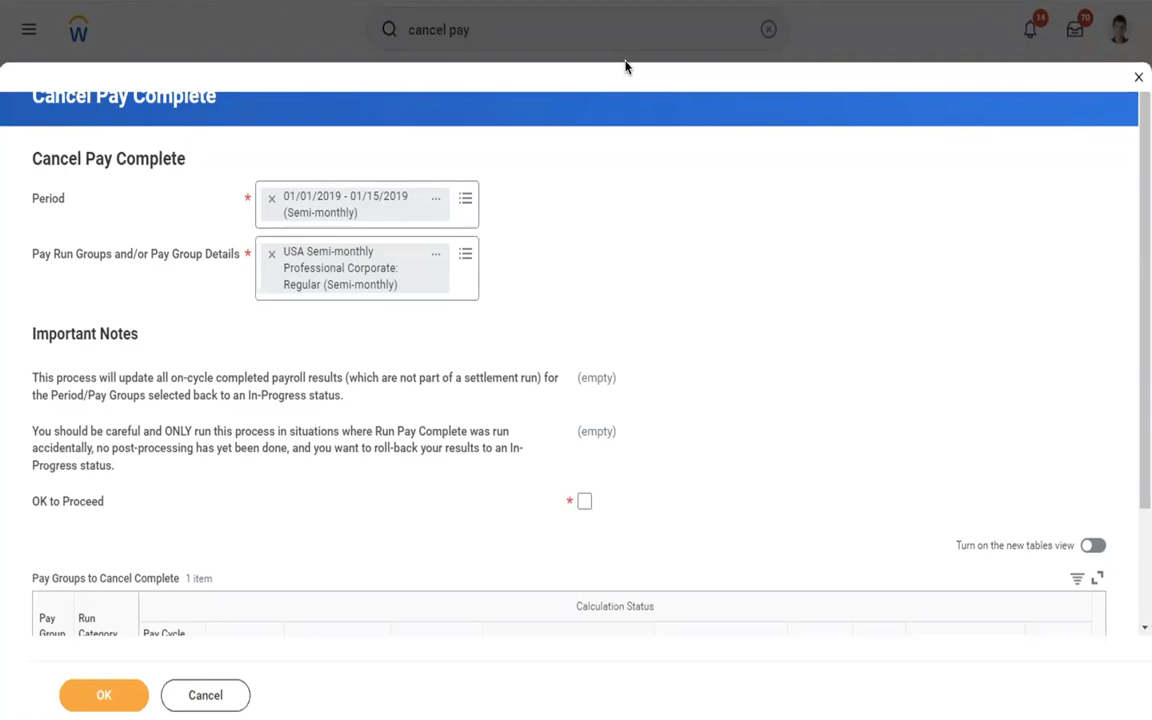 W
cancel pay
14
70
Cancel Pay Complete
Cancel Pay Complete
Period *
01/01/2019 - 01/15/2019
(Semi-monthly)
Pay Run Groups and/or Pay Group Details *
USA Semi-monthly
Professional Corporate:
Regular (Semi-monthly)
Important Notes
This process will update all on-cycle completed payroll results (which are not part of a settlement run) for (empty)
the Period/Pay Groups selected back to an In-Progress status.
You should be careful and ONLY run this process in situations where Run Pay Complete was run (empty)
accidentally, no post-processing has yet been done, and you want to roll-back your results to an In-
Progress status.
OK to Proceed *
Turn on the new tables view
Pay Groups to Cancel Complete 1 item
Calculation Status
Pay
Group
Run
Category
Pay Cycle
OK
Cancel